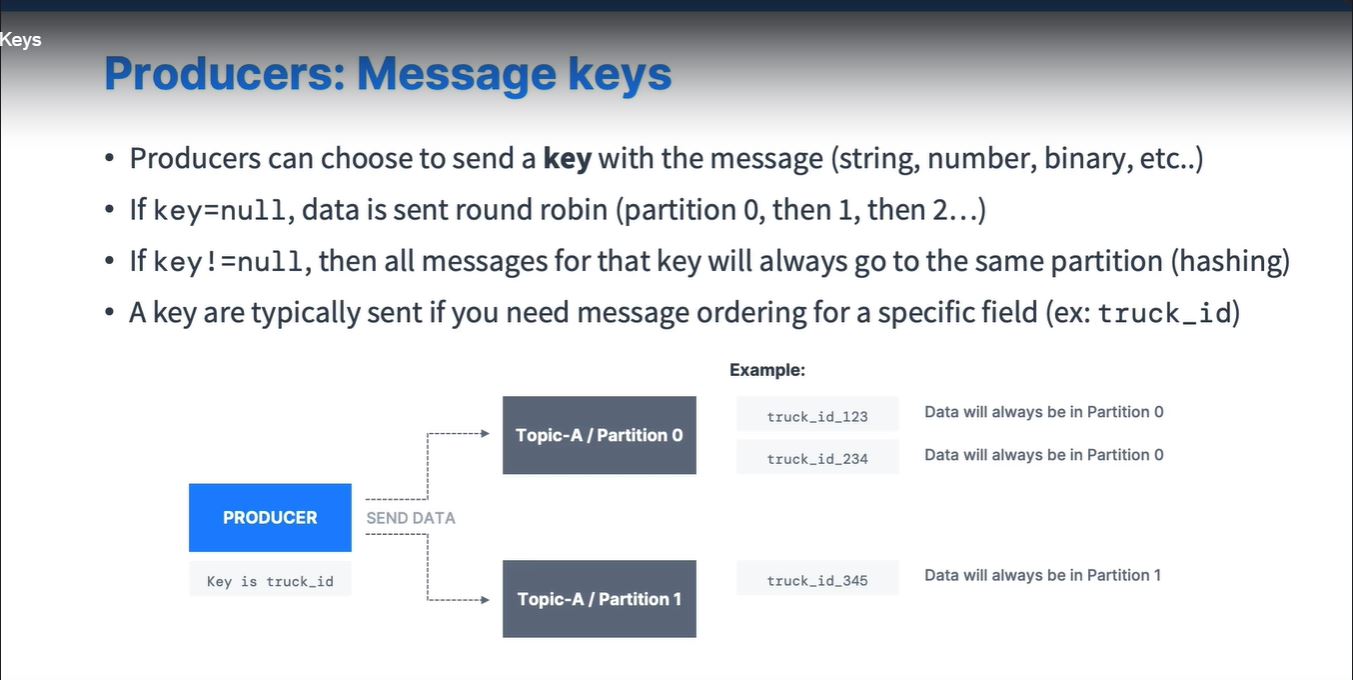 Keys
Producers: Message keys
• Producers can choose to send a key with the message (string, number, binary, etc..)
• If key=null, data is sent round robin (partition 0, then 1, then 2...)
• If key!=null, then all messages for that key will always go to the same partition (hashing)
• A key are typically sent if you need message ordering for a specific field (ex: truck_id)
Example:
Topic-A / Partition 0
truck_id_123
Data will always be in Partition 0
truck_id_234
Data will always be in Partition 0
PRODUCER
SEND DATA
Key is truck_id
Topic-A / Partition 1
truck_id_345
Data will always be in Partition 1